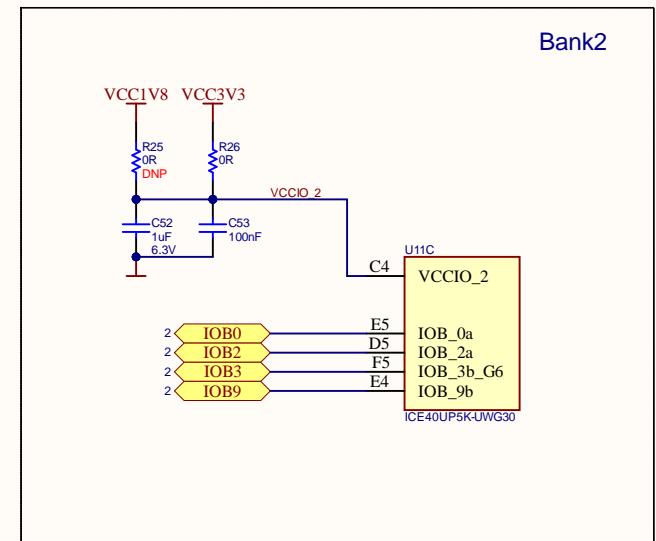 Bank2
VCC1V8 VCC3V3
R25
0R
DNP
R26
0R
VCCIO_2
C52
1uF
6.3V
C53
100nF
U11C
C4 VCCIO_2
2 IOB0 E5 IOB_0a
2 IOB2 D5 IOB_2a
2 IOB3 F5 IOB_3b_G6
2 IOB9 E4 IOB_9b
ICE40UP5K-UWG30